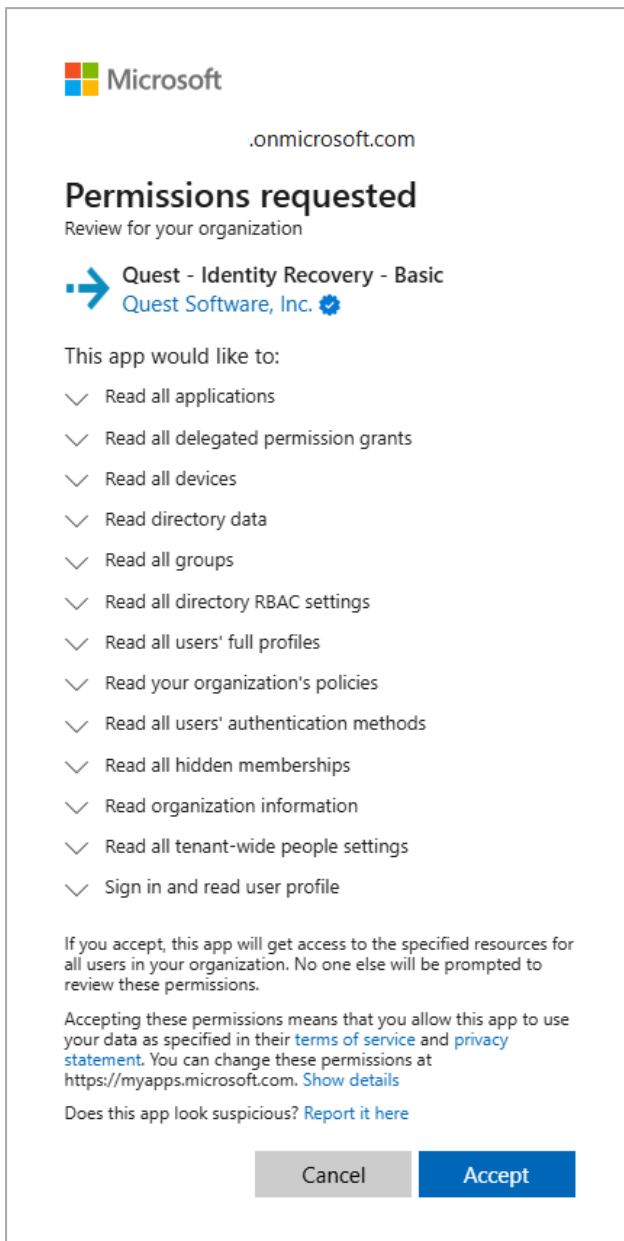 Microsoft
.onmicrosoft.com
Permissions requested
Review for your organization
Quest - Identity Recovery - Basic
Quest Software, Inc.
This app would like to:
Read all applications
Read all delegated permission grants
Read all devices
Read directory data
Read all groups
Read all directory RBAC settings
Read all users' full profiles
Read your organization's policies
Read all users' authentication methods
Read all hidden memberships
Read organization information
Read all tenant-wide people settings
Sign in and read user profile
If you accept, this app will get access to the specified resources for
all users in your organization. No one else will be prompted to
review these permissions.
Accepting these permissions means that you allow this app to use
your data as specified in their terms of service and privacy
statement. You can change these permissions at
https://myapps.microsoft.com. Show details
Does this app look suspicious? Report it here
Cancel
Accept